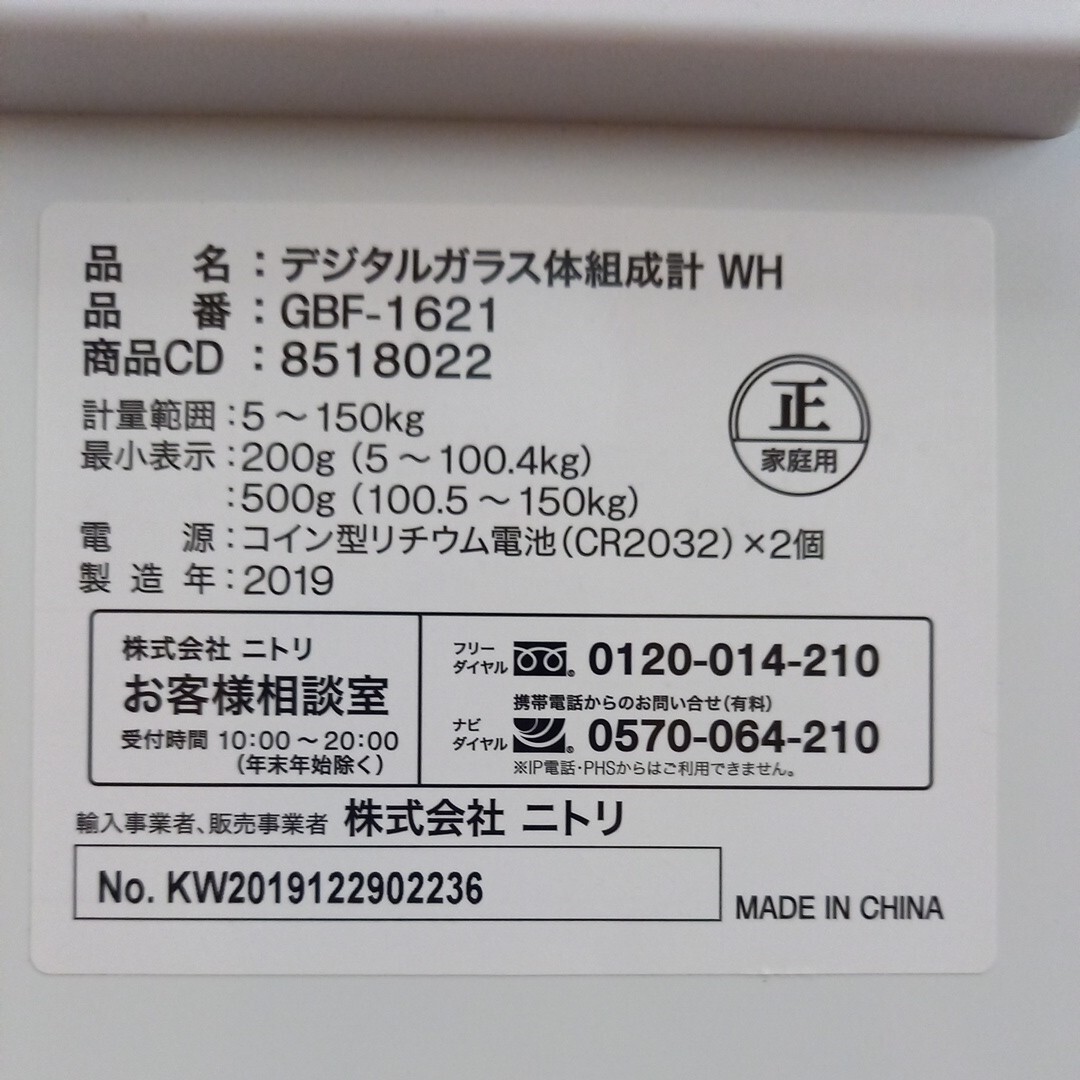 品名：デジタルガラス体組成計 WH
品番：GBF-1621
商品CD：8518022
計量範囲：5～150kg
最小表示：200g（5～100.4kg）
：500g（100.5～150kg）
正
家庭用
電源：コイン型リチウム電池（CR2032）×2個
製造年：2019
株式会社 ニトリ
お客様相談室
受付時間 10:00～20:00
（年末年始除く）
フリー
ダイヤル 0120-014-210
携帯電話からのお問い合せ（有料）
ナビ
ダイヤル 0570-064-210
※IP電話・PHSからはご利用できません。
輸入事業者、販売事業者 株式会社 ニトリ
No. KW2019122902236
MADE IN CHINA